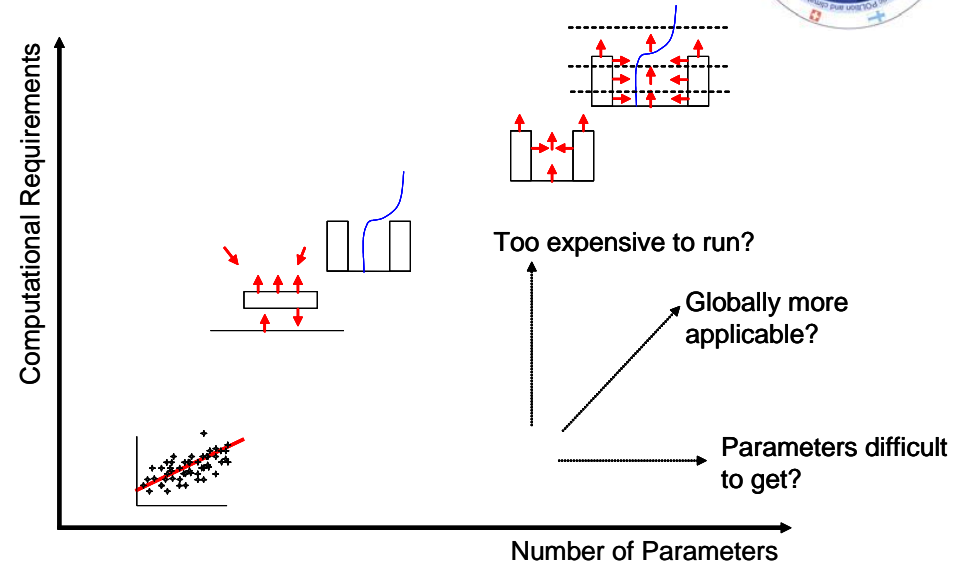 Computational Requirements
Too expensive to run?
Globally more
applicable?
Parameters difficult
to get?
Number of Parameters